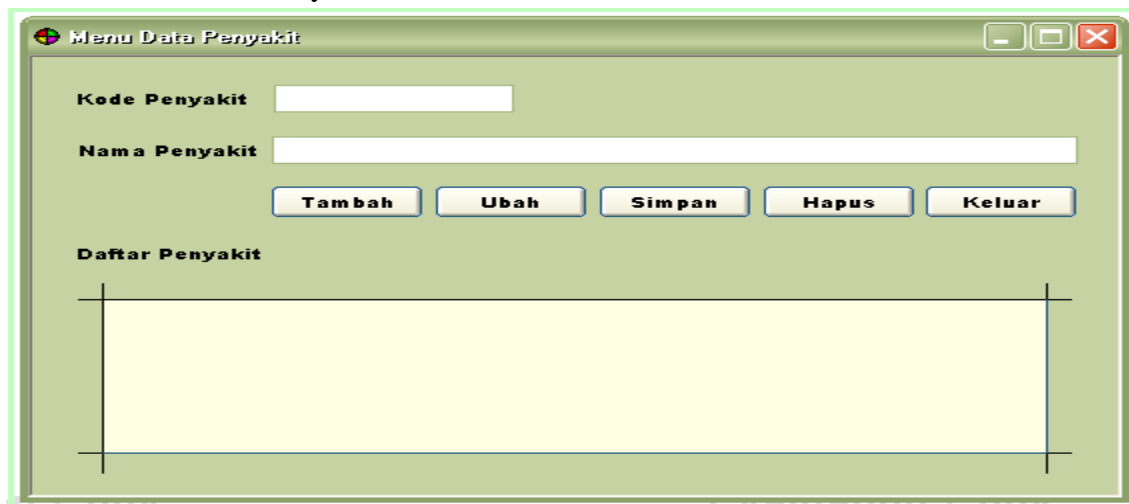 Menu Data Penyakit
Kode Penyakit
Nama Penyakit
Tambah Ubah Simpan Hapus Keluar
Daftar Penyakit